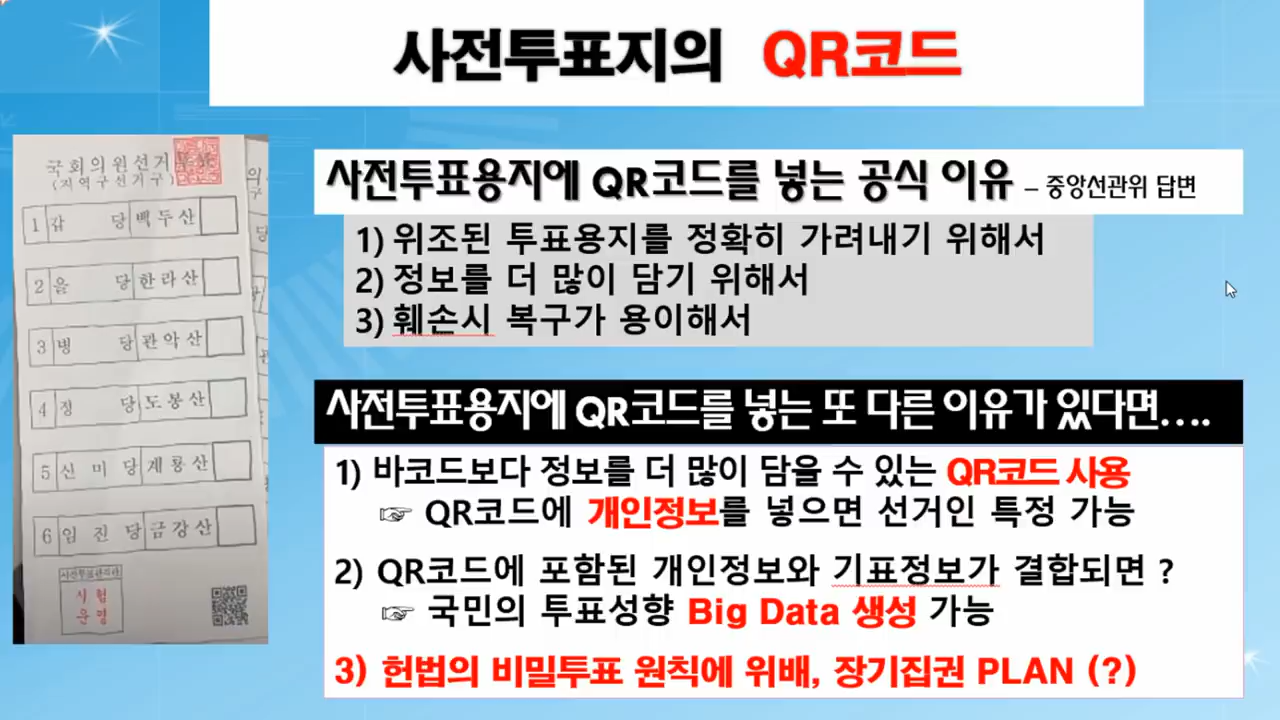 사전투표지의 QR코드
국회의원선거투표
(지역구선거구)
1 갑 당 백두산
2 을 당 한라산
3 병 당 관악산
4 정 당 도봉산
5 신 미 당 계룡산
6 임 진 당 금강산
사전투표관리관
시 험
운 영
사전투표용지에 QR코드를 넣는 공식 이유 – 중앙선관위 답변
1) 위조된 투표용지를 정확히 가려내기 위해서
2) 정보를 더 많이 담기 위해서
3) 훼손시 복구가 용이해서
사전투표용지에 QR코드를 넣는 또 다른 이유가 있다면….
1) 바코드보다 정보를 더 많이 담을 수 있는 QR코드 사용
☞ QR코드에 개인정보를 넣으면 선거인 특정 가능
2) QR코드에 포함된 개인정보와 기표정보가 결합되면 ?
☞ 국민의 투표성향 Big Data 생성 가능
3) 헌법의 비밀투표 원칙에 위배, 장기집권 PLAN (?)